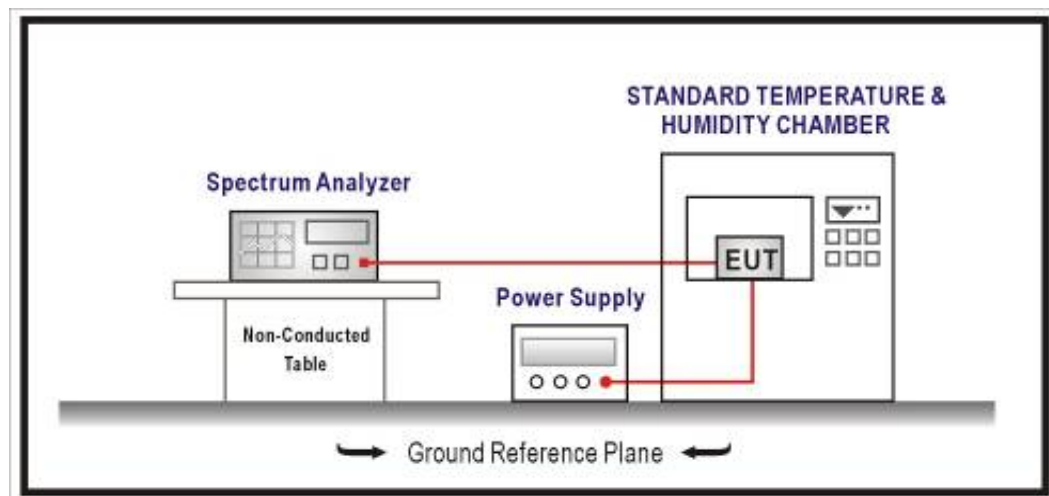 STANDARD TEMPERATURE &
HUMIDITY CHAMBER
Spectrum Analyzer
EUT
Power Supply
Non-Conducted
Table
Ground Reference Plane